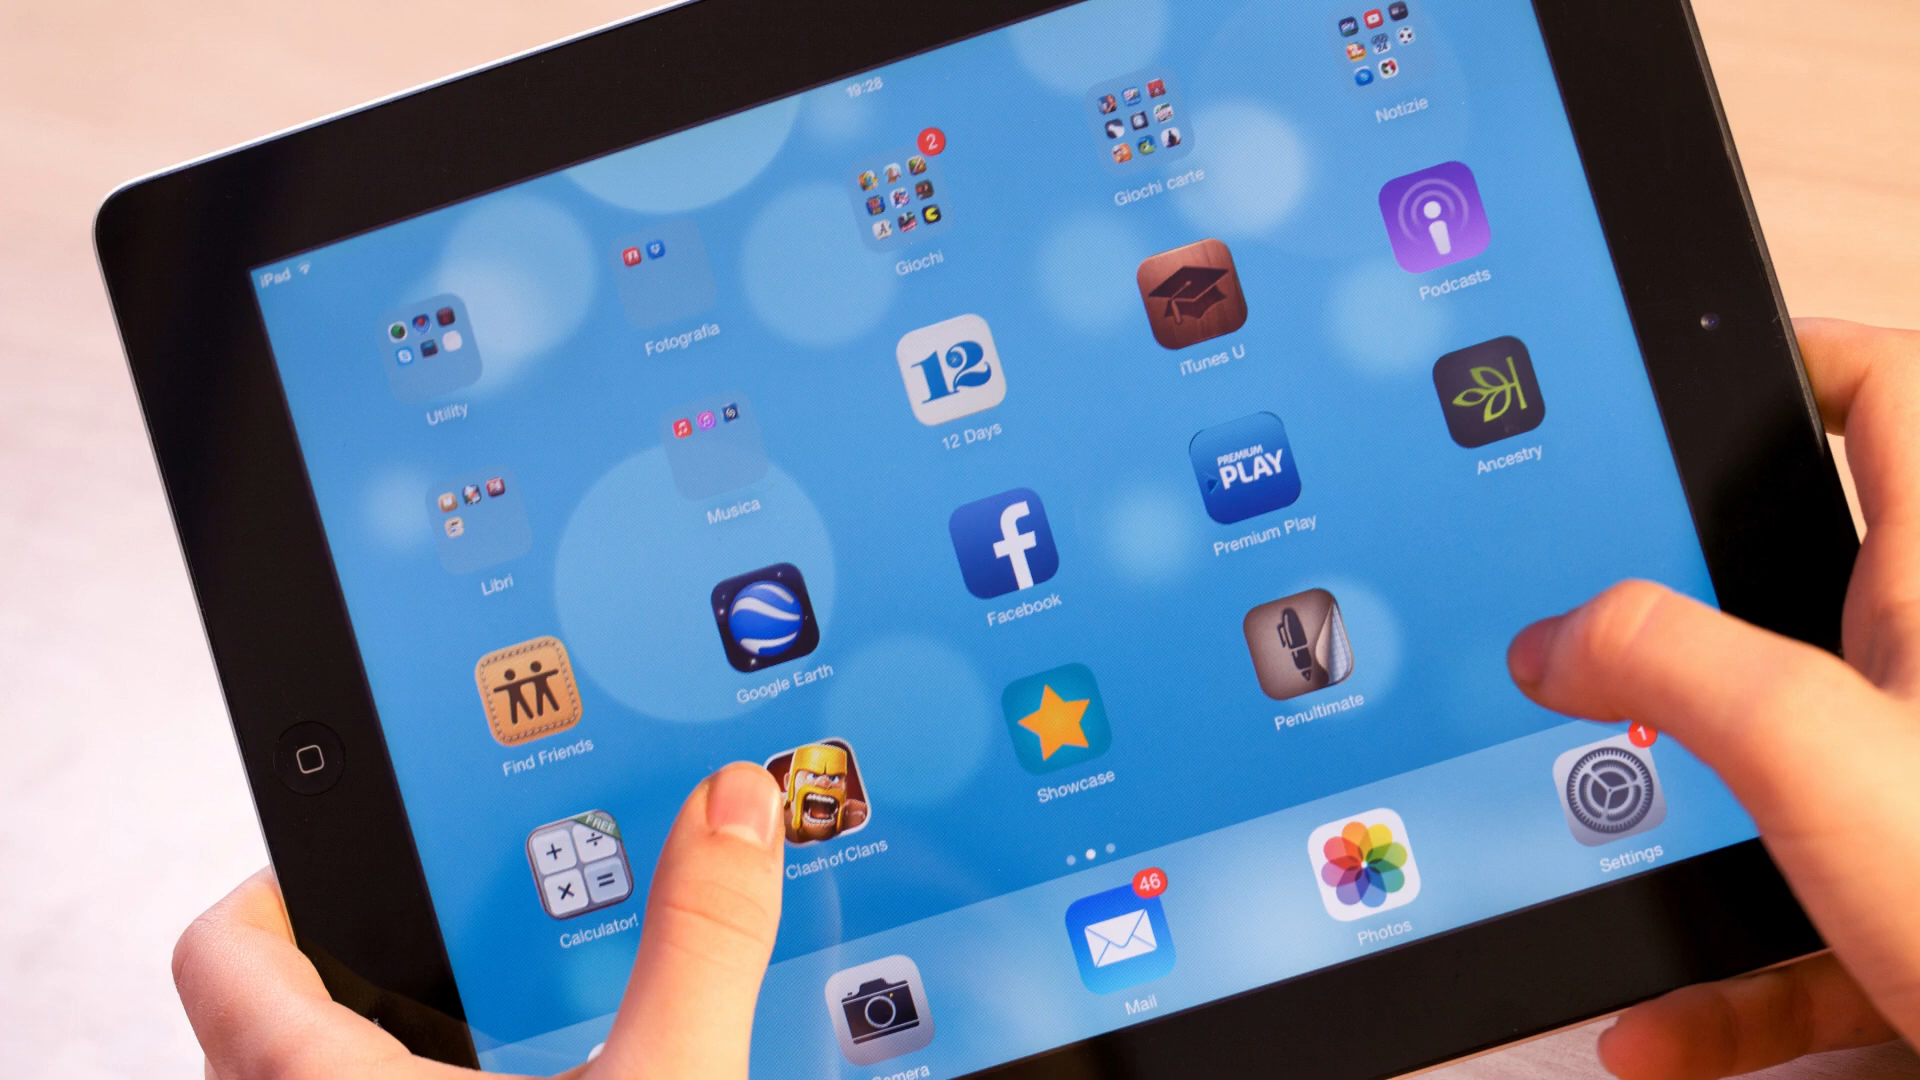 iPad
19:28
Utility
Fotografia
2
Giochi
Giochi carte
Notizie
Libri
Musica
12
12 Days
iTunes U
Podcasts
Find Friends
Google Earth
Facebook
PREMIUM
PLAY
Premium Play
Ancestry
FREE
Calculator!
Clash of Clans
Showcase
Penultimate
amera
46
Mail
Photos
1
Settings